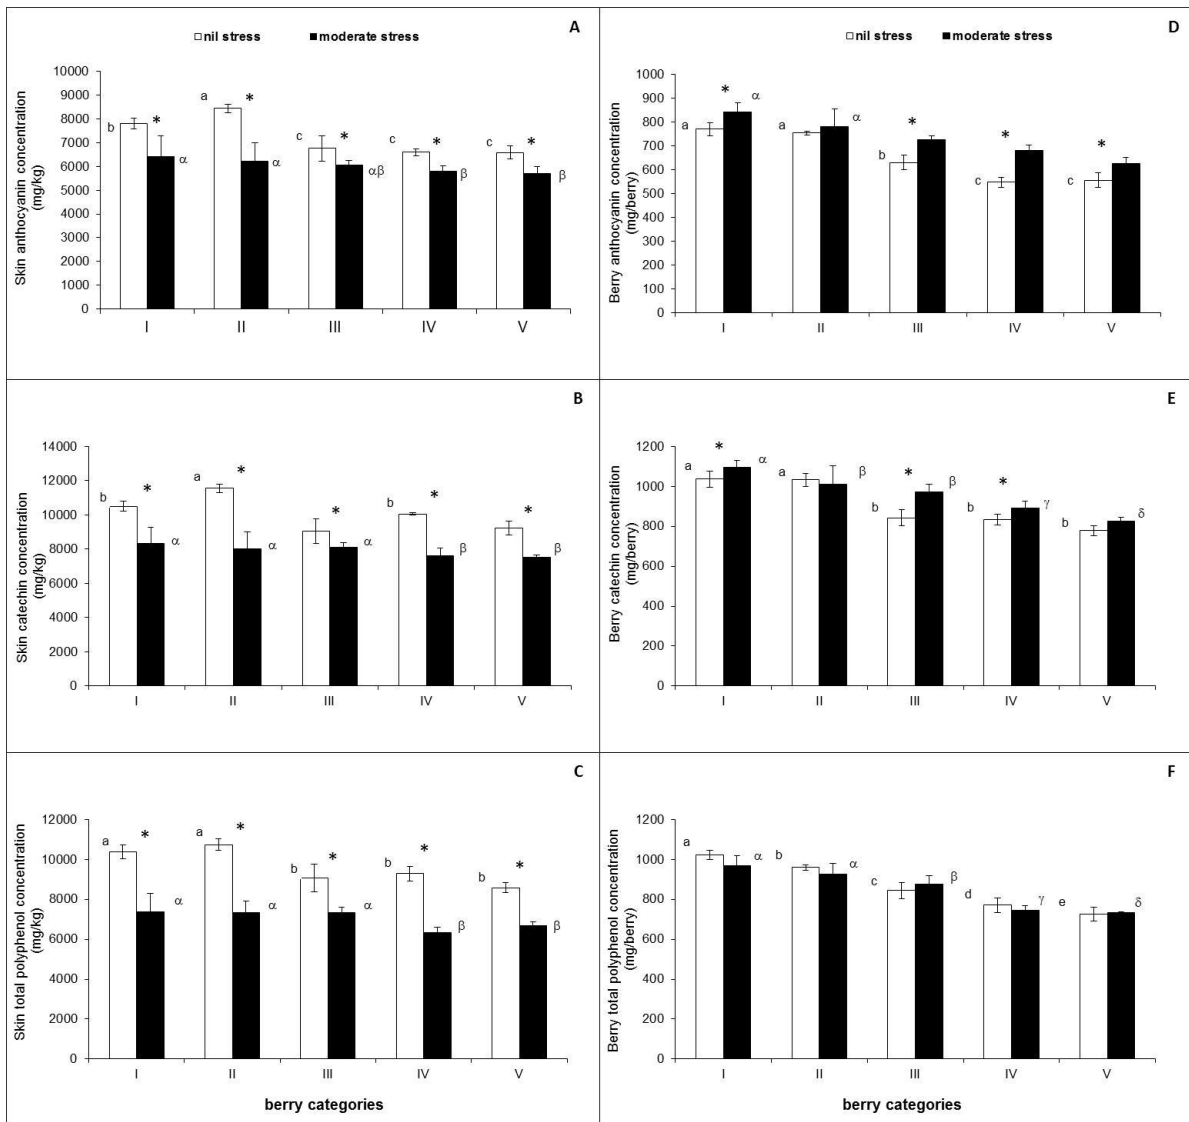 A
nil stress moderate stress
Skin anthocyanin concentration
(mg/kg)
10000
9000
8000
7000
6000
5000
4000
3000
2000
1000
0
b * α
a * α
c * αβ
c * β
c * β
I II III IV V
D
nil stress moderate stress
Berry anthocyanin concentration
(mg/berry)
1000
900
800
700
600
500
400
300
200
100
0
a * α
a α
b *
c *
c *
I II III IV V
B
Skin catechin concentration
(mg/kg)
14000
12000
10000
8000
6000
4000
2000
0
b * α
a * α
* α
b * β
* β
I II III IV V
E
Berry catechin concentration
(mg/berry)
1200
1000
800
600
400
200
0
a * α
a β
b * β
b * γ
b δ
I II III IV V
C
Skin total polyphenol concentration
(mg/kg)
12000
10000
8000
6000
4000
2000
0
a * α
a * α
b * α
b * β
b * β
I II III IV V
berry categories
F
Berry total polyphenol concentration
(mg/berry)
1200
1000
800
600
400
200
0
a α
b α
c β
d γ
e δ
I II III IV V
berry categories